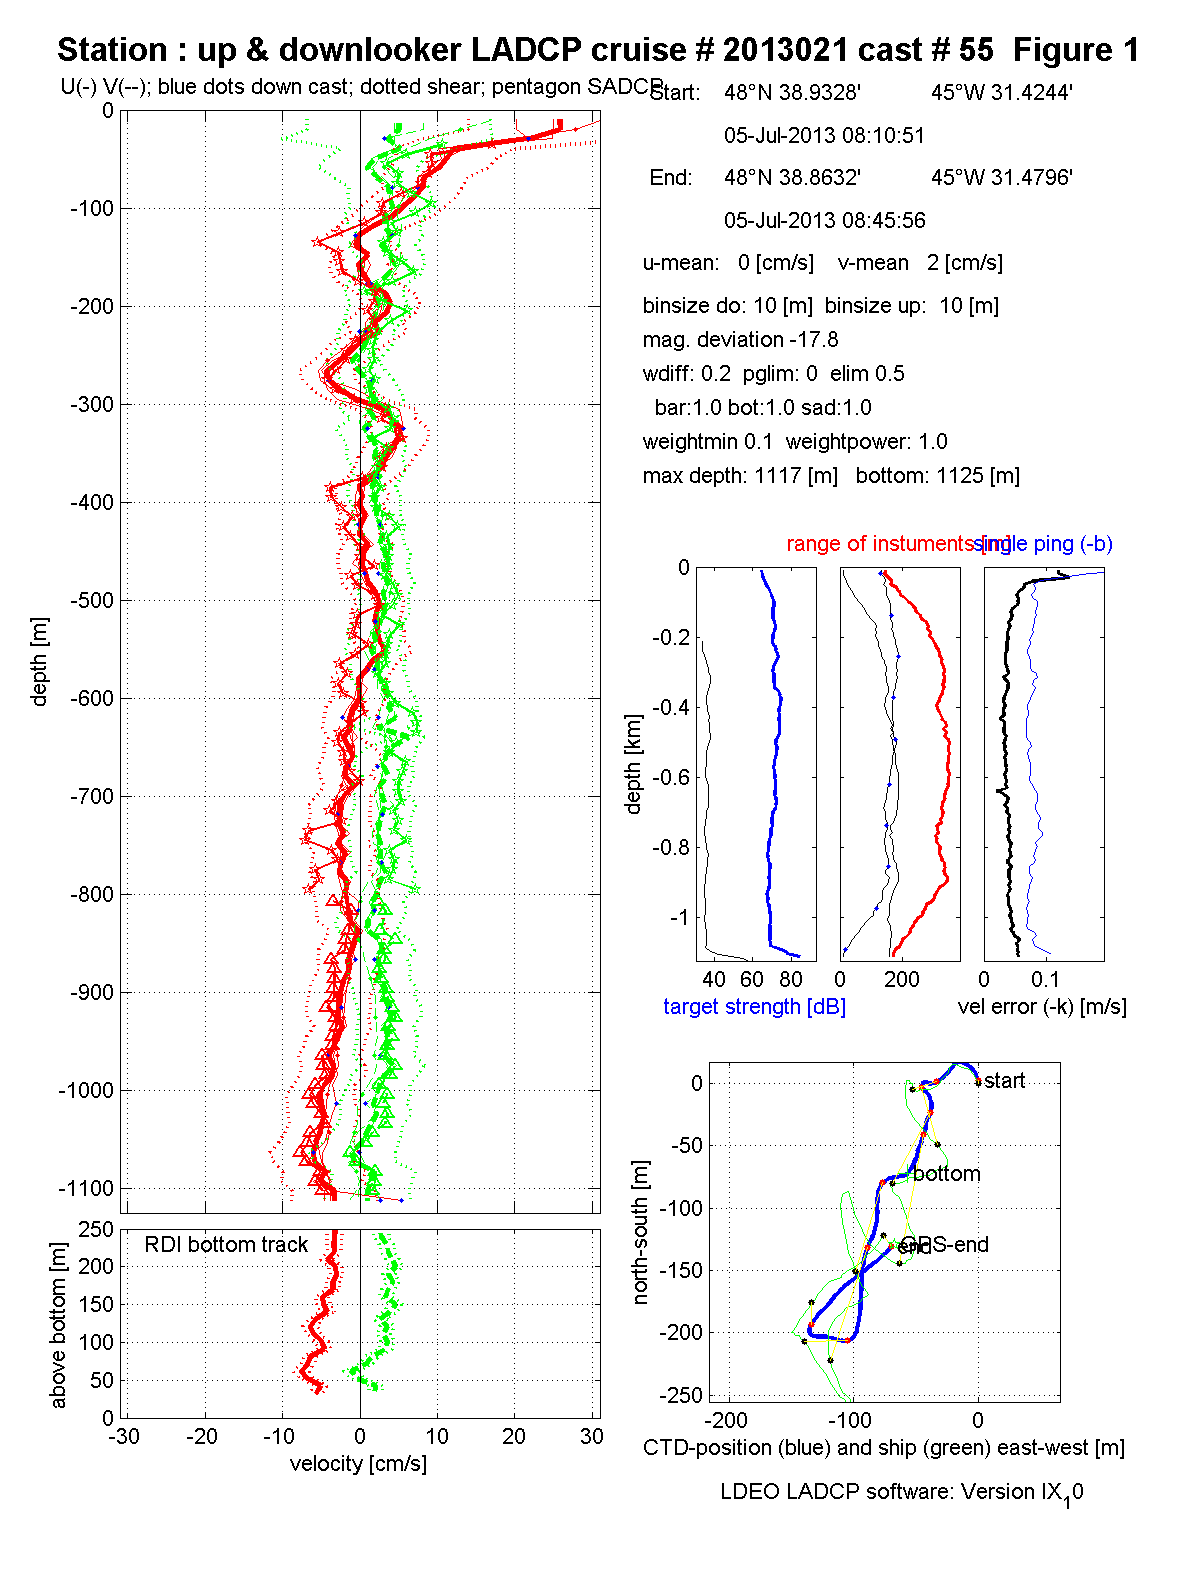 Station : up & downlooker LADCP cruise # 2013021 cast # 55  Figure 1
U(-) V(--); blue dots down cast; dotted shear; pentagon SADCP
Start: 48°N 38.9328' 45°W 31.4244'
05-Jul-2013 08:10:51
End: 48°N 38.8632' 45°W 31.4796'
05-Jul-2013 08:45:56
u-mean: 0 [cm/s] v-mean 2 [cm/s]
binsize do: 10 [m] binsize up: 10 [m]
mag. deviation -17.8
wdiff: 0.2 pglim: 0 elim 0.5
bar:1.0 bot:1.0 sad:1.0
weightmin 0.1 weightpower: 1.0
max depth: 1117 [m] bottom: 1125 [m]
0
-100
-200
-300
-400
-500
-600
-700
-800
-900
-1000
-1100
depth [m]
RDI bottom track
250
200
150
100
50
0
above bottom [m]
-30 -20 -10 0 10 20 30
velocity [cm/s]
range of instuments [m]
single ping (-b)
0
-0.2
-0.4
-0.6
-0.8
-1
depth [km]
40 60 80
target strength [dB]
0 200
0 0.1
vel error (-k) [m/s]
start
bottom
GPS-end
end
0
-50
-100
-150
-200
-250
north-south [m]
-200 -100 0
CTD-position (blue) and ship (green) east-west [m]
LDEO LADCP software: Version IX10